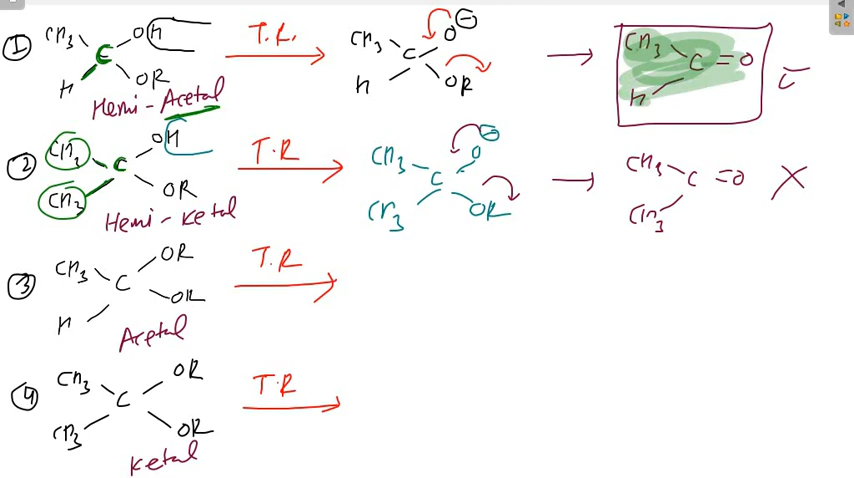 ① CH3 OH T.R. CH3 O⊖ CH3
C C C=O
H OR H OR H
Hemi-Acetal
② CH3 OH T.R CH3 O⊖ CH3
C C C=O
CH3 OR CH3 OR CH3
Hemi-Ketal
③ CH3 OR T.R
C
H OR
Acetal
④ CH3 OR T.R
C
CH3 OR
Ketal